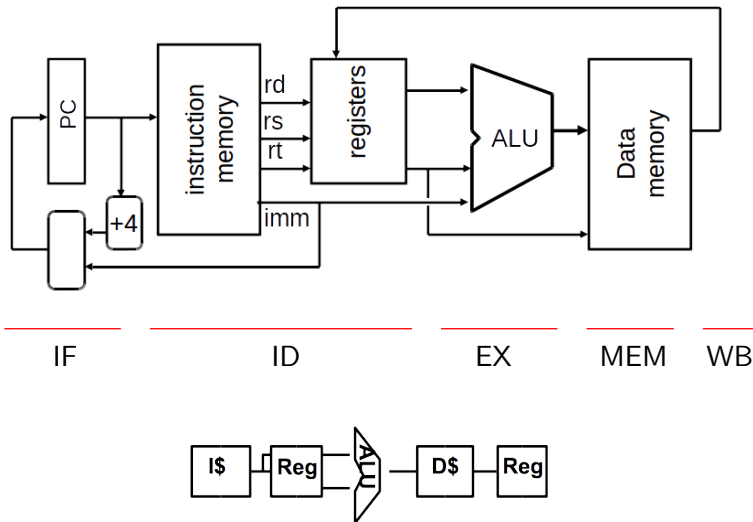 PC
+4
instruction
memory
rd
rs
rt
imm
registers
ALU
Data
memory
IF
ID
EX
MEM
WB
I$
Reg
ALU
D$
Reg